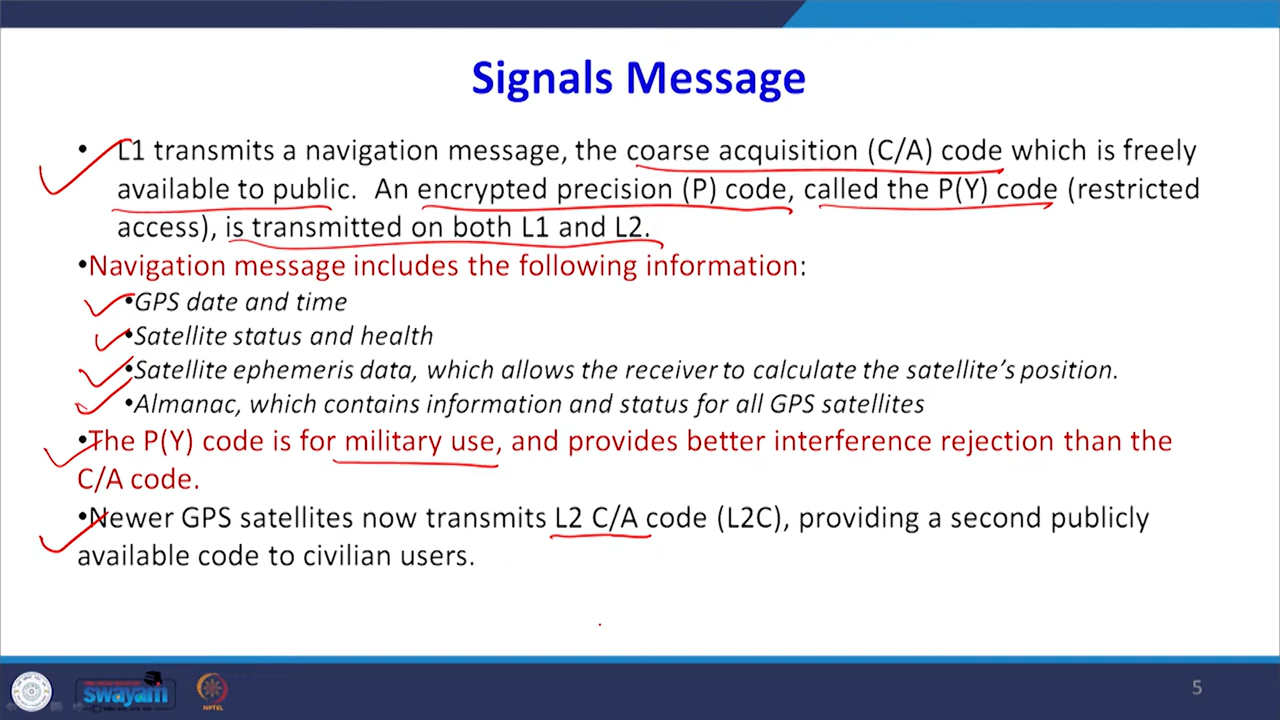 Signals Message
• L1 transmits a navigation message, the coarse acquisition (C/A) code which is freely
available to public. An encrypted precision (P) code, called the P(Y) code (restricted
access), is transmitted on both L1 and L2.
•Navigation message includes the following information:
•GPS date and time
•Satellite status and health
•Satellite ephemeris data, which allows the receiver to calculate the satellite's position.
•Almanac, which contains information and status for all GPS satellites
•The P(Y) code is for military use, and provides better interference rejection than the
C/A code.
•Newer GPS satellites now transmits L2 C/A code (L2C), providing a second publicly
available code to civilian users.
swayam
NPTEL
5